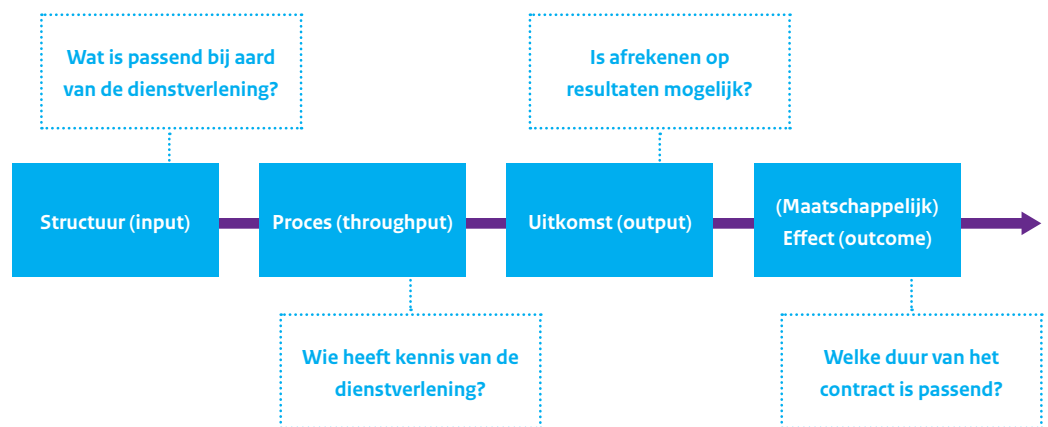 Wat is passend bij aard
van de dienstverlening?
Is afrekenen op
resultaten mogelijk?
Structuur (input)
Proces (throughput)
Uitkomst (output)
(Maatschappelijk)
Effect (outcome)
Wie heeft kennis van de
dienstverlening?
Welke duur van het
contract is passend?